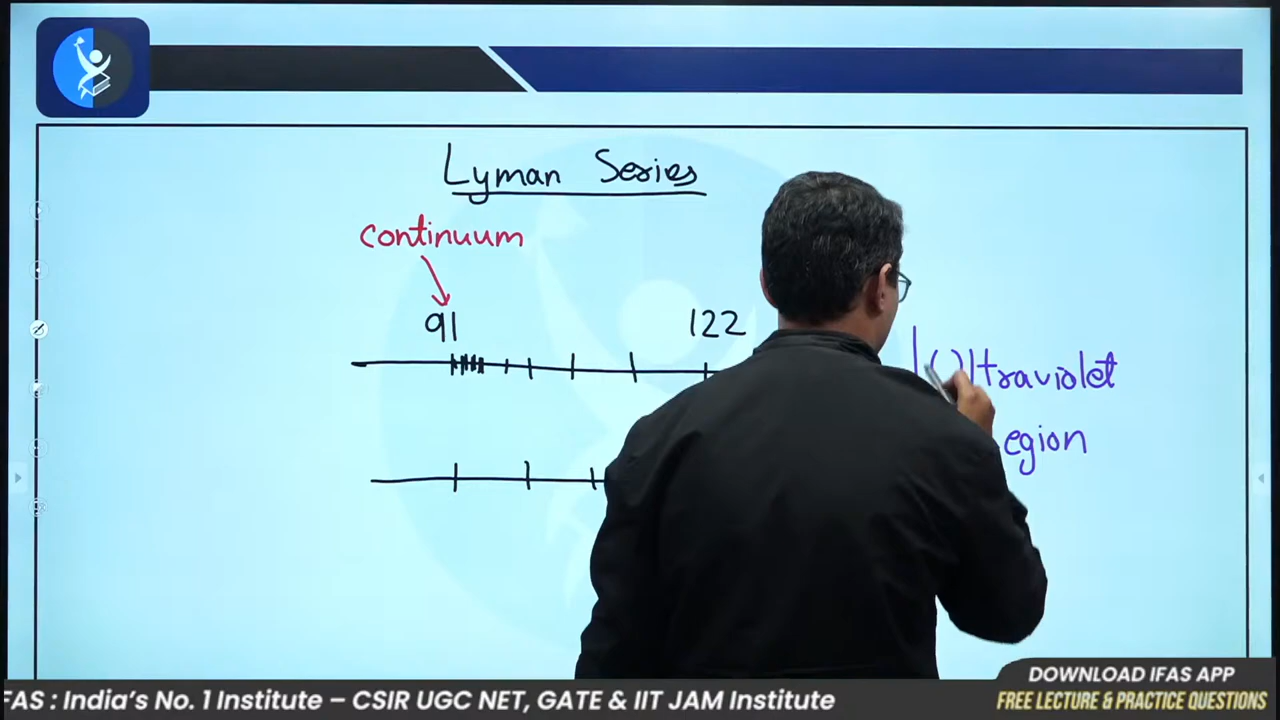 Lyman Series
continuum
91
122
Ultraviolet
egion
DOWNLOAD IFAS APP
FREE LECTURE & PRACTICE QUESTIONS
FAS : India's No. 1 Institute – CSIR UGC NET, GATE & IIT JAM Institute